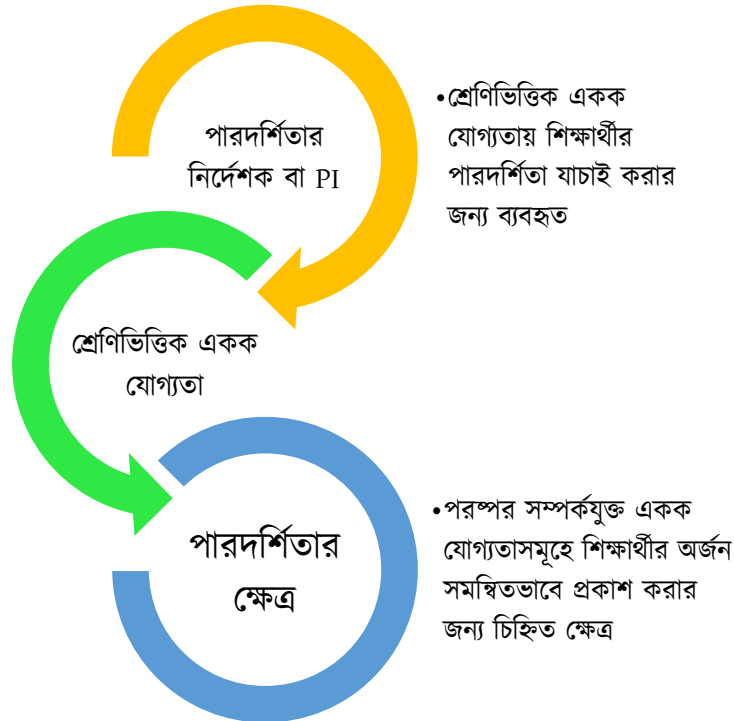 পারদর্শিতার
নির্দেশক বা PI
•শ্রেণিভিত্তিক একক
যোগ্যতায় শিক্ষার্থীর
পারদর্শিতা যাচাই করার
জন্য ব্যবহৃত
শ্রেণিভিত্তিক একক
যোগ্যতা
পারদর্শিতার
ক্ষেত্র
•পরষ্পর সম্পর্কযুক্ত একক
যোগ্যতাসমূহে শিক্ষার্থীর অর্জন
সমন্বিতভাবে প্রকাশ করার
জন্য চিহ্নিত ক্ষেত্র